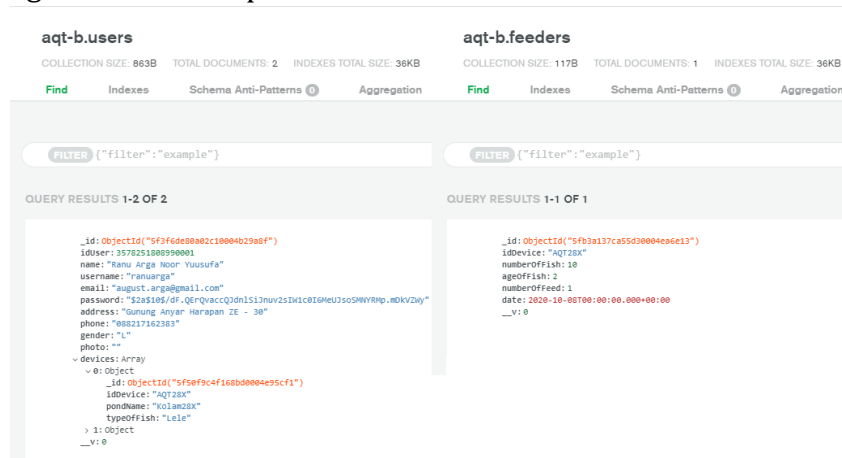 aqt-b.users
COLLECTION SIZE: 863B TOTAL DOCUMENTS: 2 INDEXES TOTAL SIZE: 36KB
Find Indexes Schema Anti-Patterns 0 Aggregation
FILTER {"filter":"example"}
QUERY RESULTS 1-2 OF 2
_id: ObjectId("5f3f6de80a02c10004b29a8f")
idUser: 3578251808990001
name: "Ranu Arga Noor Yuusufa"
username: "ranuarga"
email: "august.arga@gmail.com"
password: "$2a$10$/dF.QErQvaccQJdnlSiJnuv2sIW1c0I6MeUJsoSMNYRMp.mDkVZWy"
address: "Gunung Anyar Harapan ZE - 30"
phone: "088217162383"
gender: "L"
photo: ""
devices: Array
0: Object
_id: ObjectId("5f50f9c4f168bd0004e95cf1")
idDevice: "AQT28X"
pondName: "Kolam28X"
typeOfFish: "Lele"
1: Object
__v: 0
aqt-b.feeders
COLLECTION SIZE: 117B TOTAL DOCUMENTS: 1 INDEXES TOTAL SIZE: 36KB
Find Indexes Schema Anti-Patterns 0 Aggregation
FILTER {"filter":"example"}
QUERY RESULTS 1-1 OF 1
_id: ObjectId("5fb3a137ca55d30004ea6e13")
idDevice: "AQT28X"
numberOfFish: 10
ageOfFish: 2
numberOfFeed: 1
date: 2020-10-08T00:00:00.000+00:00
__v: 0